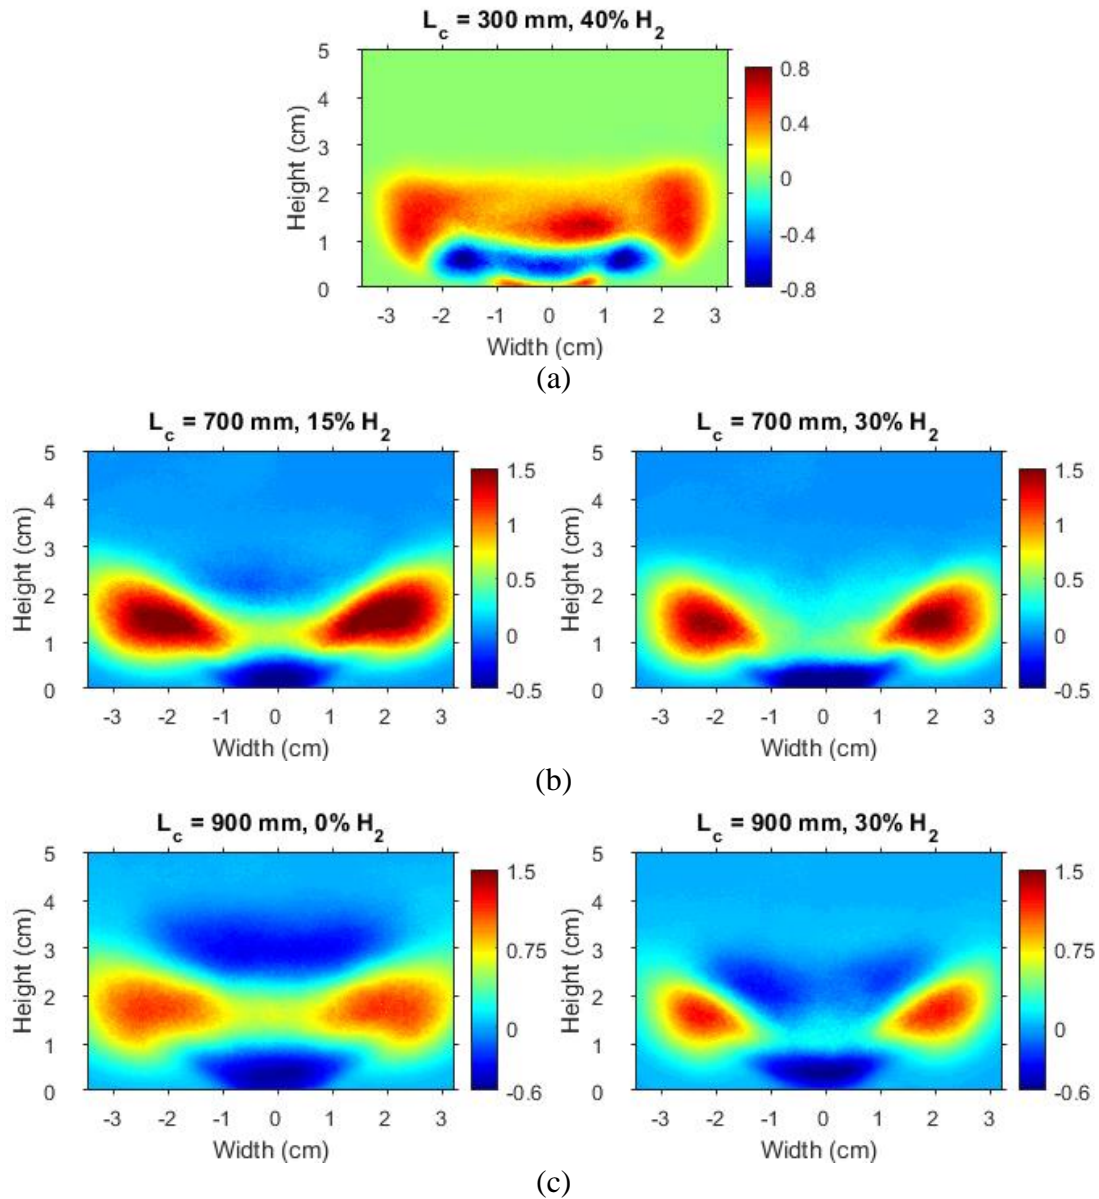 L_c = 300 mm, 40% H_2
5
4
3
2
1
0
Height (cm)
-3 -2 -1 0 1 2 3
Width (cm)
0.8
0.4
0
-0.4
-0.8
(a)
L_c = 700 mm, 15% H_2
5
4
3
2
1
0
Height (cm)
-3 -2 -1 0 1 2 3
Width (cm)
1.5
1
0.5
0
-0.5
L_c = 700 mm, 30% H_2
5
4
3
2
1
0
Height (cm)
-3 -2 -1 0 1 2 3
Width (cm)
1.5
1
0.5
0
-0.5
(b)
L_c = 900 mm, 0% H_2
5
4
3
2
1
0
Height (cm)
-3 -2 -1 0 1 2 3
Width (cm)
1.5
0.75
0
-0.6
L_c = 900 mm, 30% H_2
5
4
3
2
1
0
Height (cm)
-3 -2 -1 0 1 2 3
Width (cm)
1.5
0.75
0
-0.6
(c)